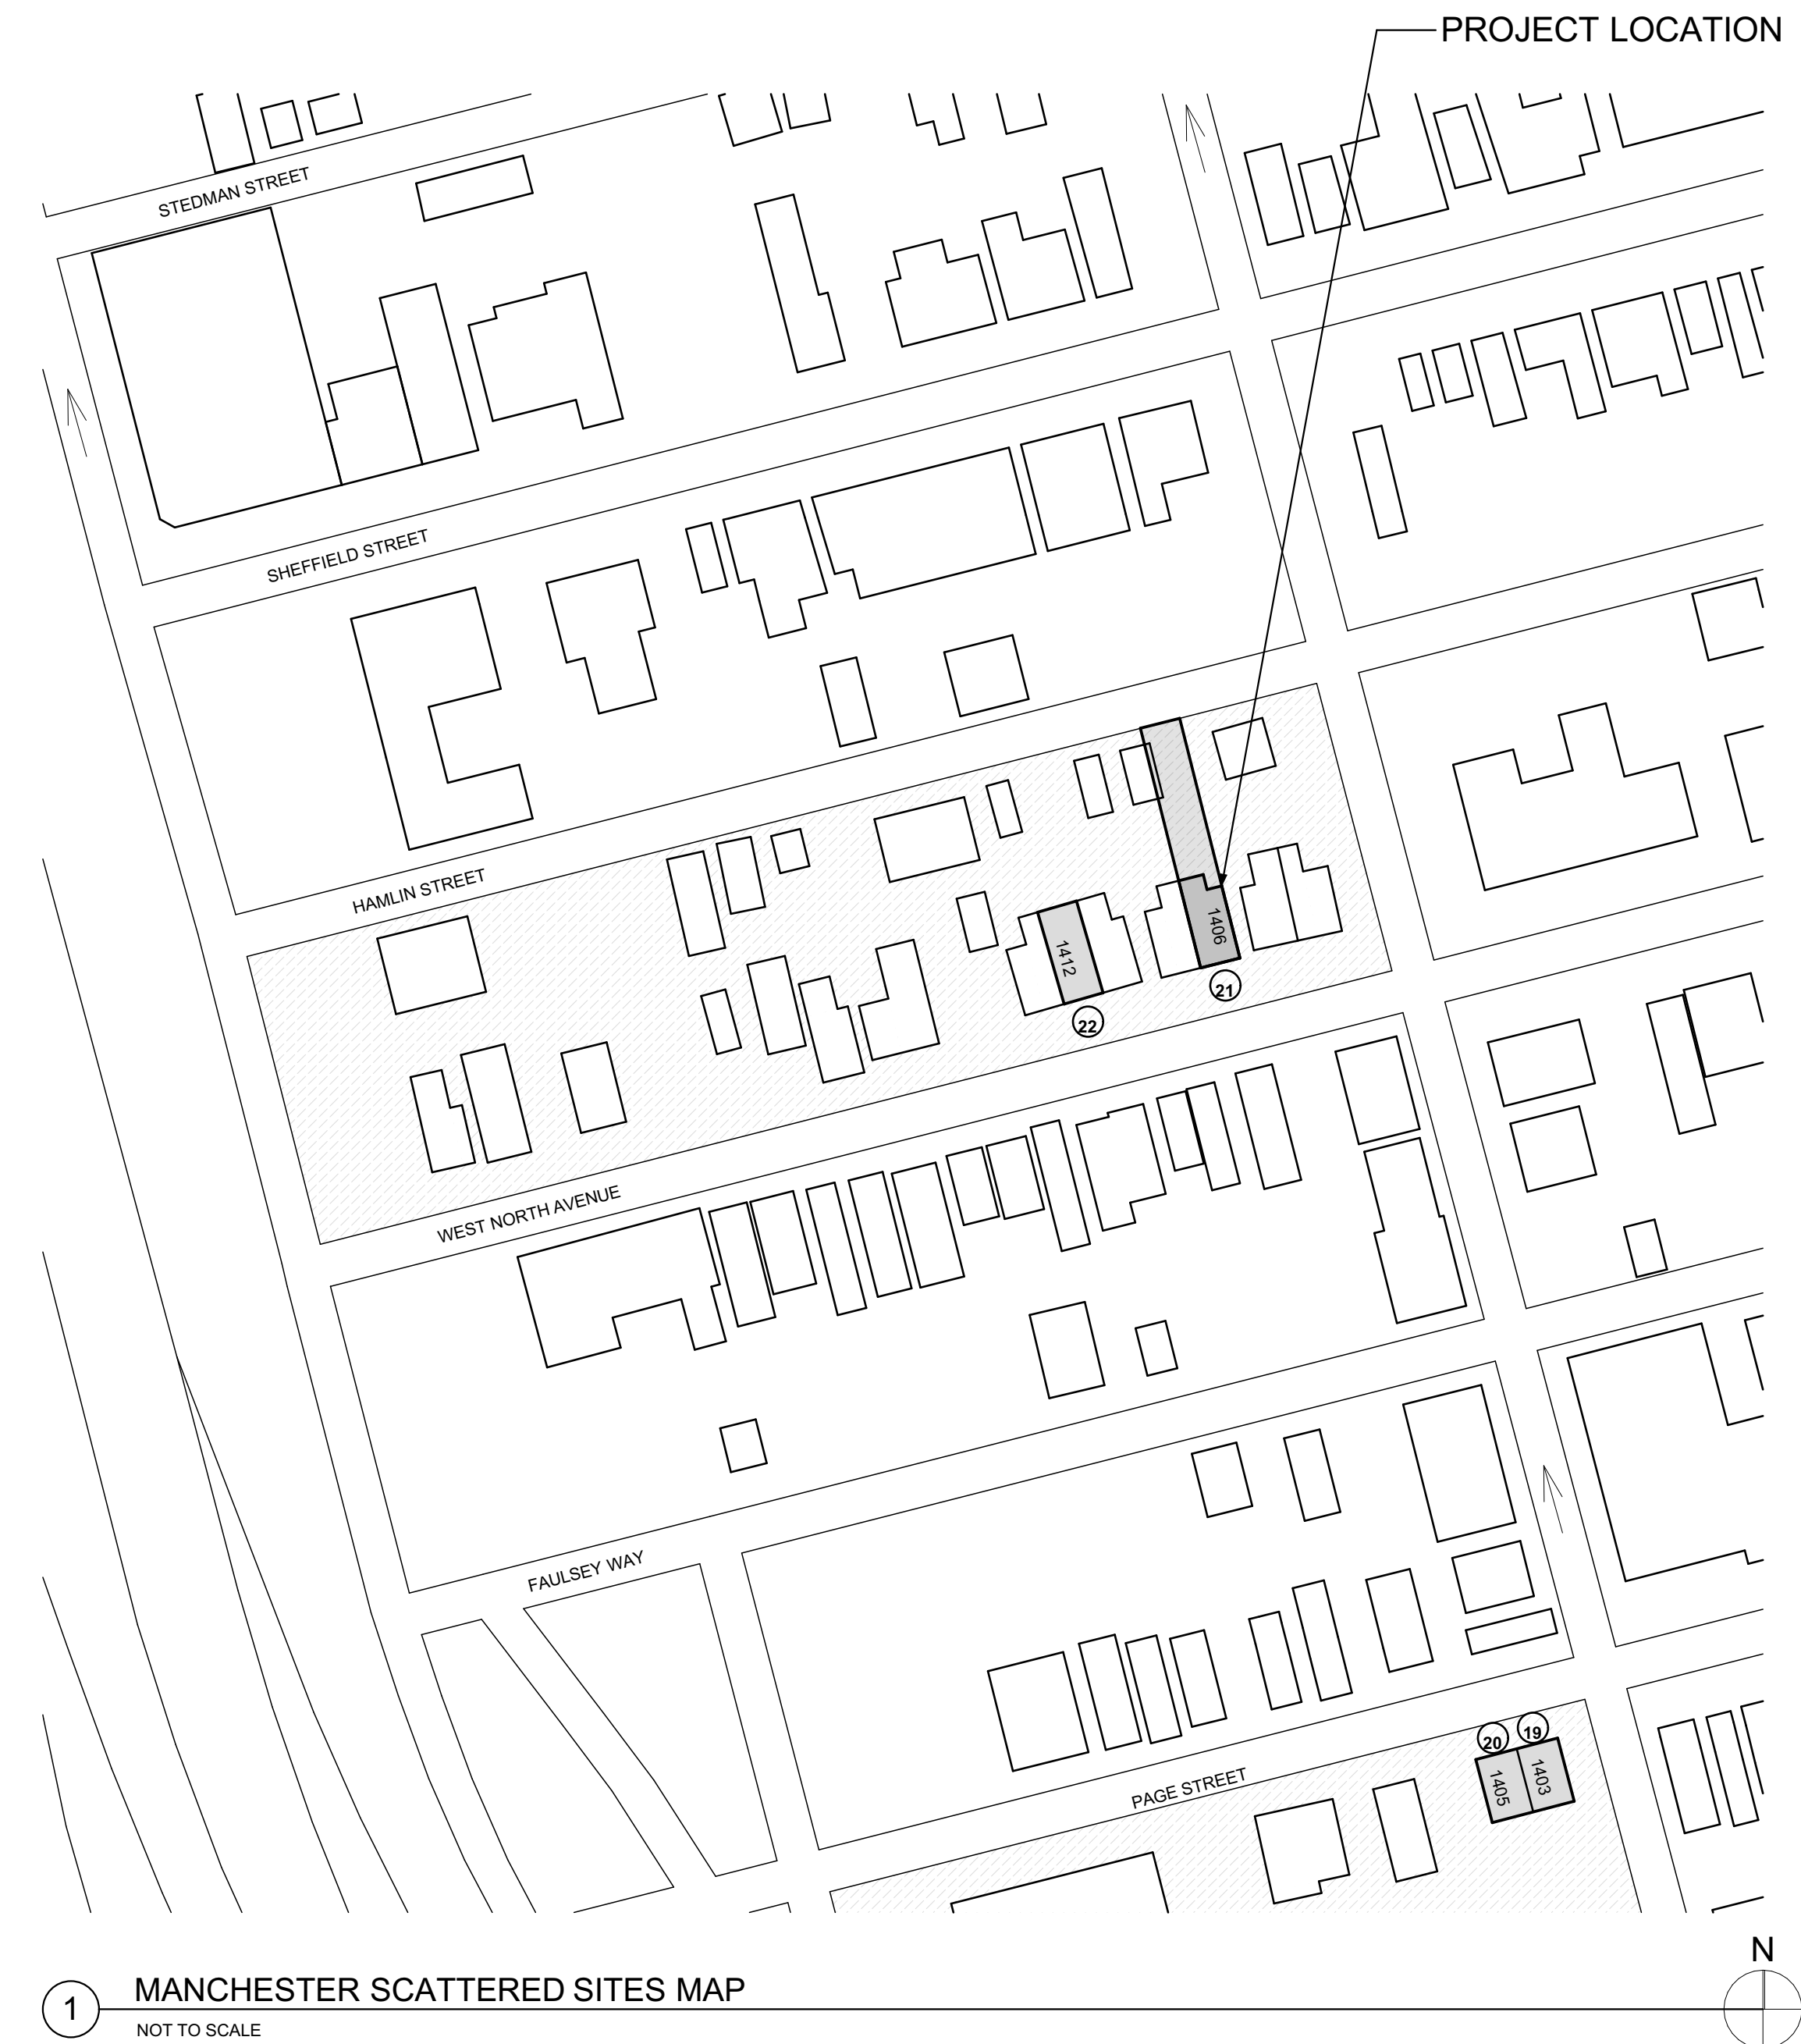 PROJECT LOCATION
STEDMAN STREET
SHEFFIELD STREET
HAMLIN STREET
1406
1412
21
22
WEST NORTH AVENUE
FAULSEY WAY
PAGE STREET
20
19
1405
1403
N
1
MANCHESTER SCATTERED SITES MAP
NOT TO SCALE